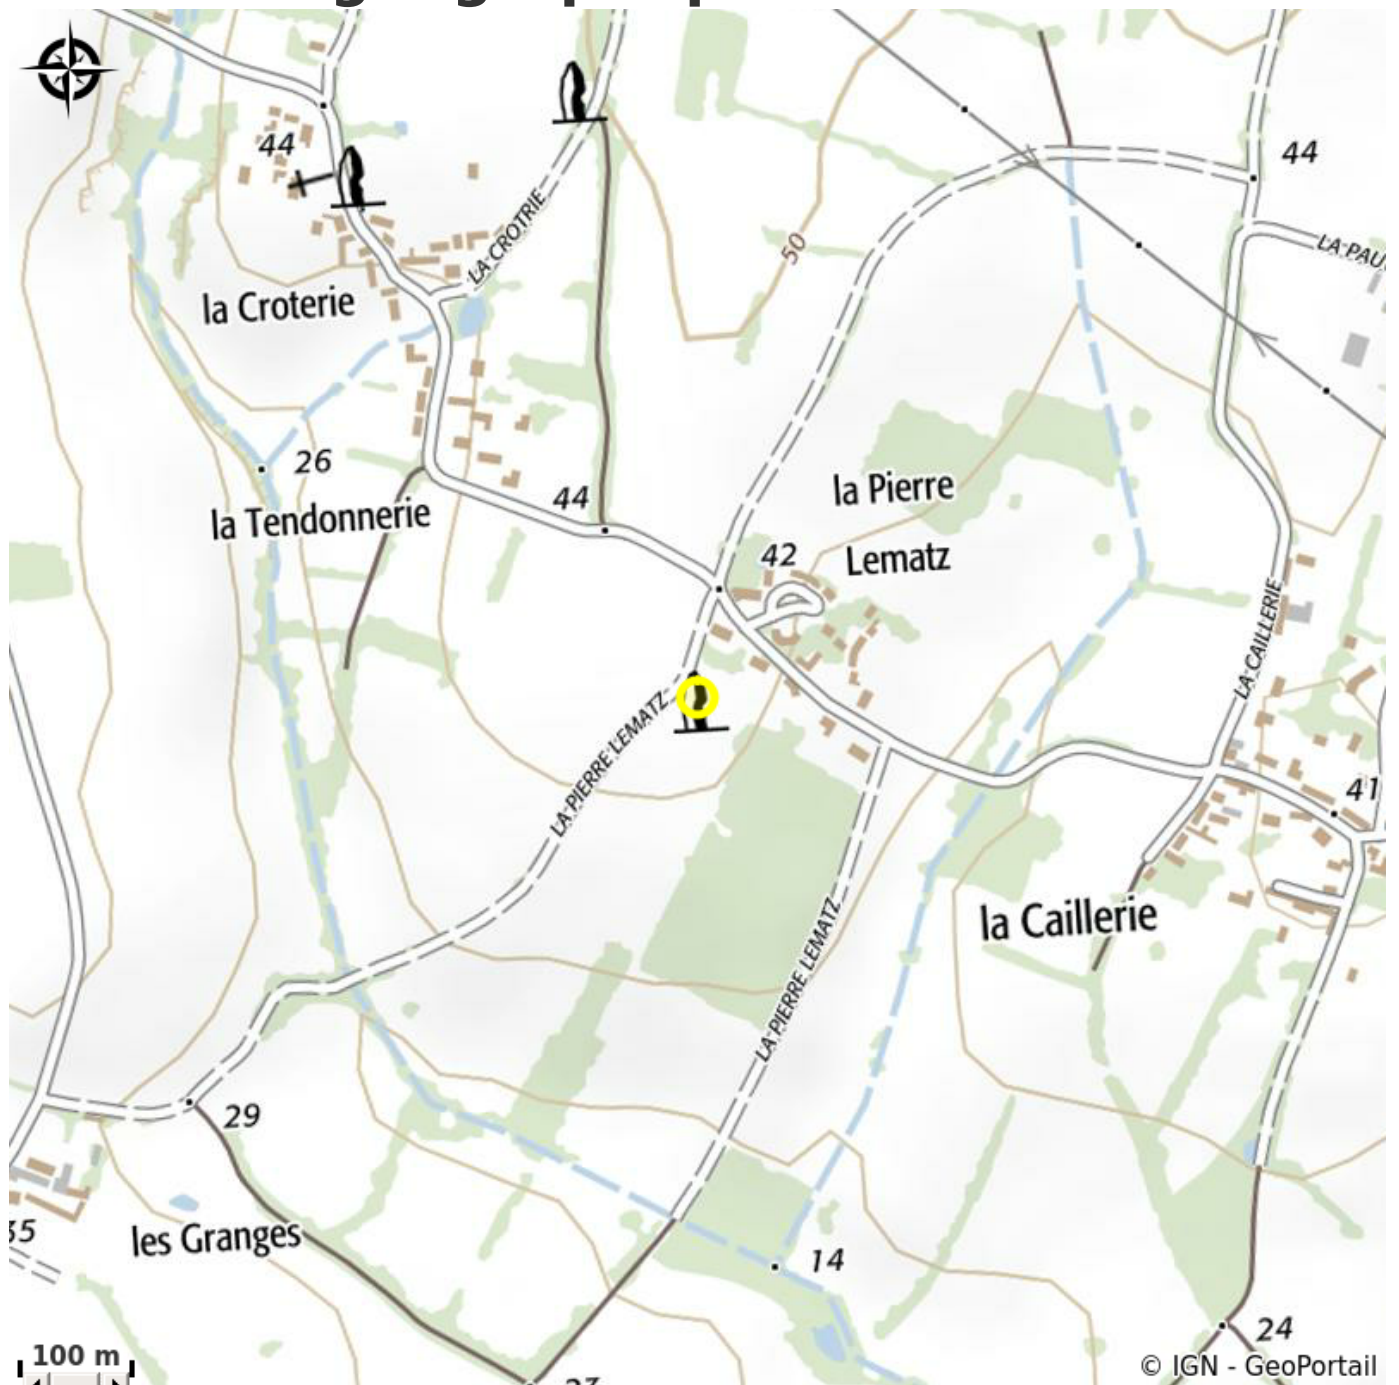 44
44
LA CROTRIE
50
LA PAU
la Croterie
26
44
la Pierre
la Tendonnerie
42
Lematz
LA CAILLERIE
LA PIERRE LEMATZ
41
la Caillerie
LA PIERRE LEMATZ
29
les Granges
35
14
24
100 m
© IGN - GeoPortail